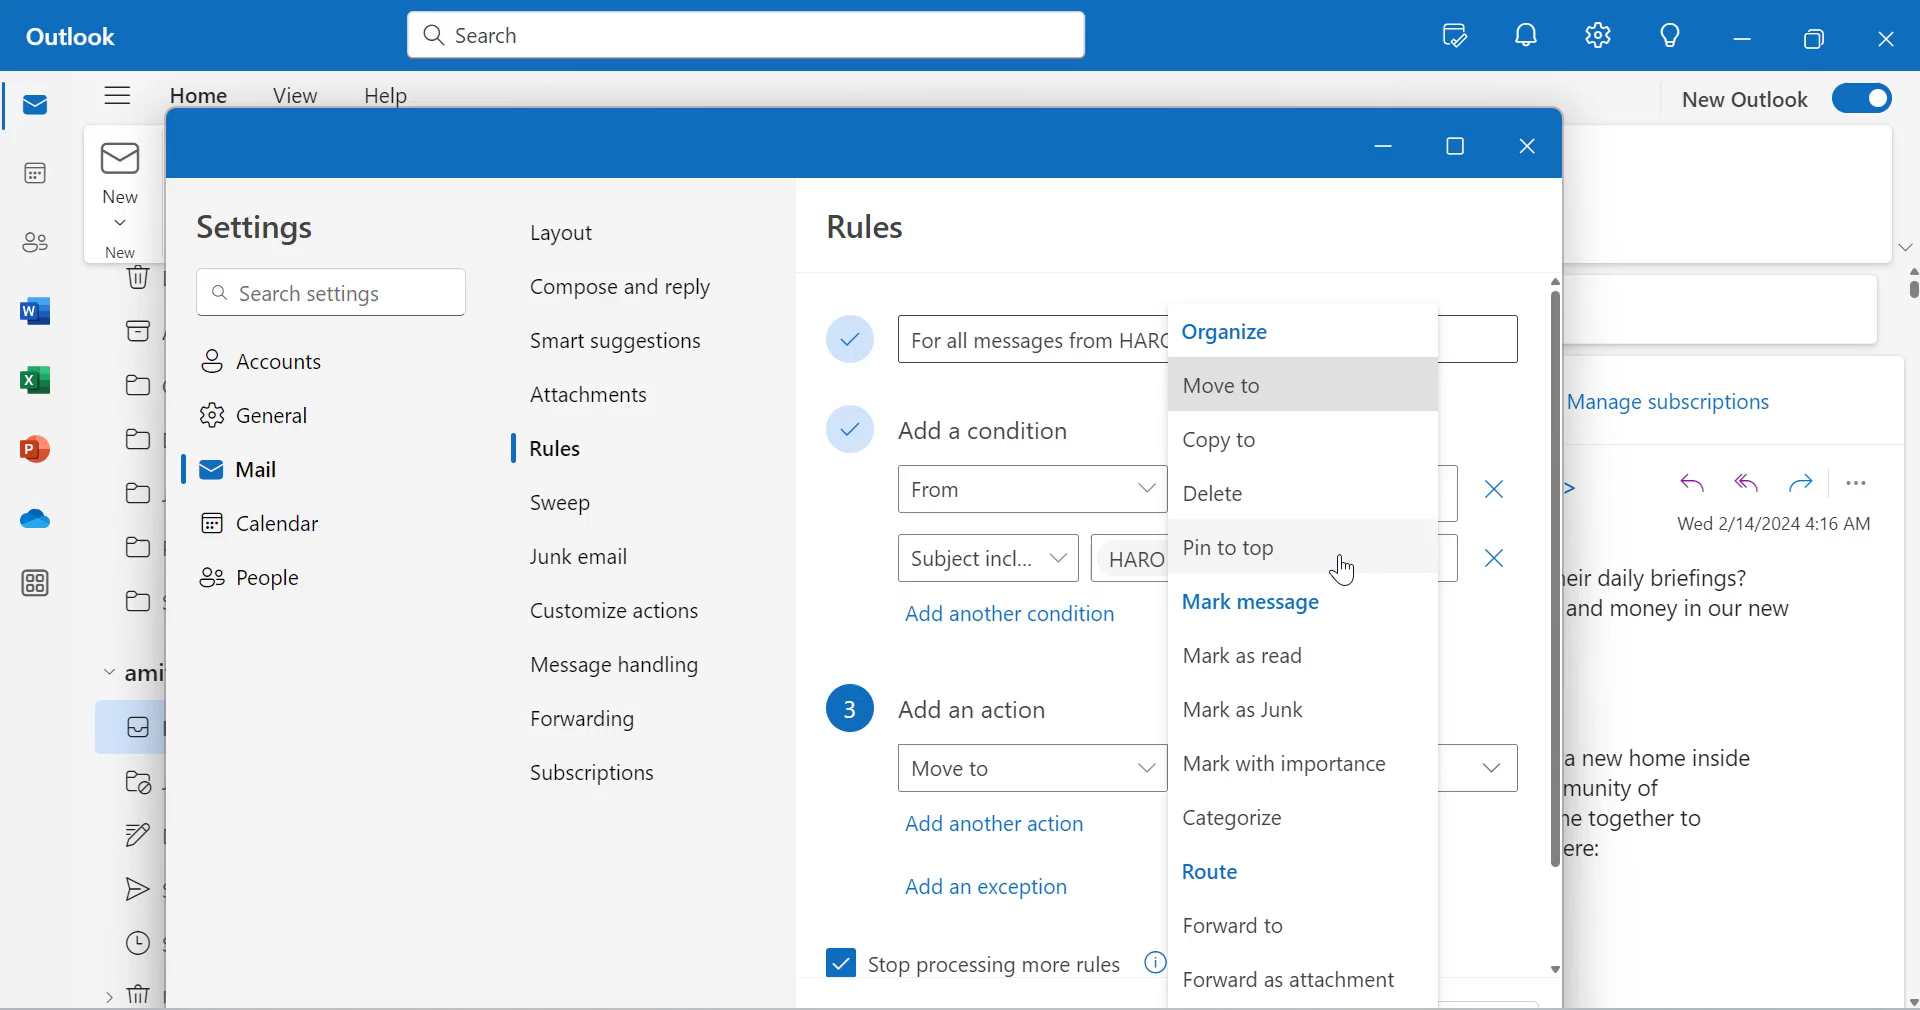 Outlook
Search
Home View Help
New Outlook
New
New
Settings
Search settings
Accounts
General
Mail
Calendar
People
Layout
Compose and reply
Smart suggestions
Attachments
Rules
Sweep
Junk email
Customize actions
Message handling
Forwarding
Subscriptions
Rules
For all messages from HARO
Add a condition
From
Subject incl... HARO
Add another condition
3 Add an action
Move to
Add another action
Add an exception
Stop processing more rules
Organize
Move to
Copy to
Delete
Pin to top
Mark message
Mark as read
Mark as Junk
Mark with importance
Categorize
Route
Forward to
Forward as attachment
Manage subscriptions
>
Wed 2/14/2024 4:16 AM
eir daily briefings?
and money in our new
a new home inside
munity of
e together to
ere:
ami